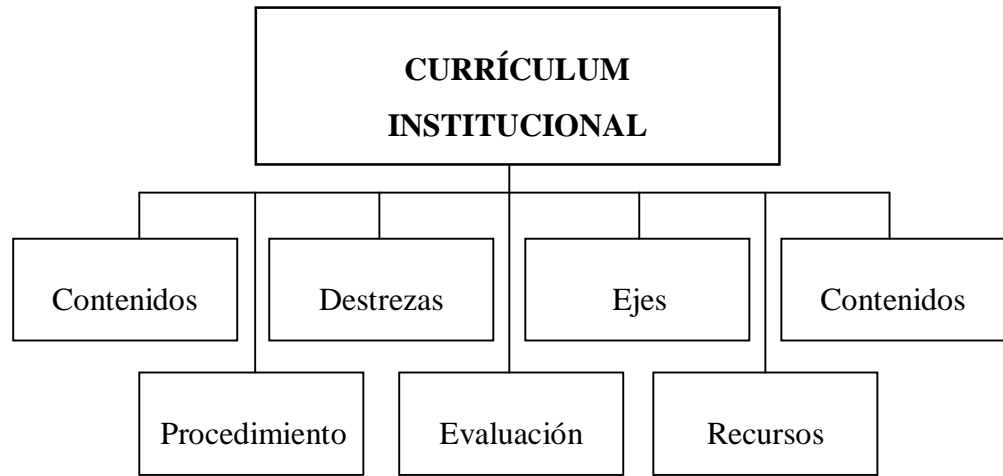 CURRÍCULUM
INSTITUCIONAL
Contenidos
Destrezas
Ejes
Contenidos
Procedimiento
Evaluación
Recursos